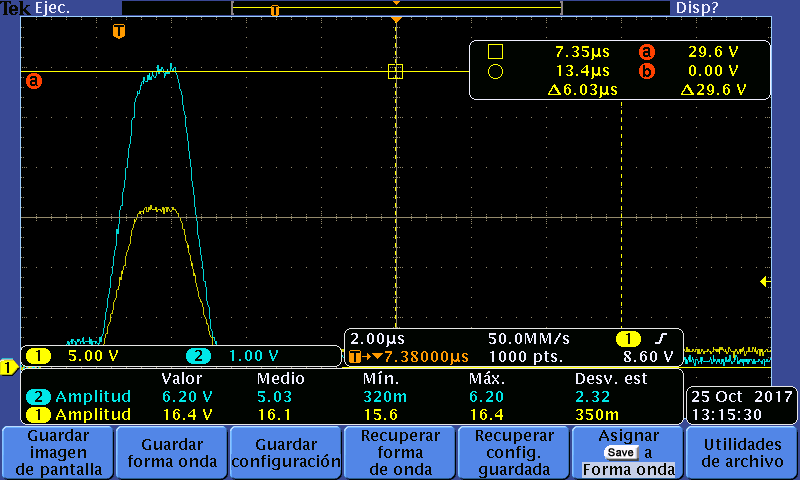 Tek Ejec. Disp?
T
T
7.35µs a 29.6 V
13.4µs b 0.00 V
Δ6.03µs Δ29.6 V
a
1 5.00 V 2 1.00 V
2.00µs 50.0MM/s 1
T→▼7.38000µs 1000 pts. 8.60 V
1
Valor Medio Mín. Máx. Desv. est
2 Amplitud 6.20 V 5.03 320m 6.20 2.32
1 Amplitud 16.4 V 16.1 15.6 16.4 350m
25 Oct 2017
13:15:30
Guardar
imagen
de pantalla
Guardar
forma onda
Guardar
configuración
Recuperar
forma
de onda
Recuperar
config.
guardada
Asignar
Save a
Forma onda
Utilidades
de archivo